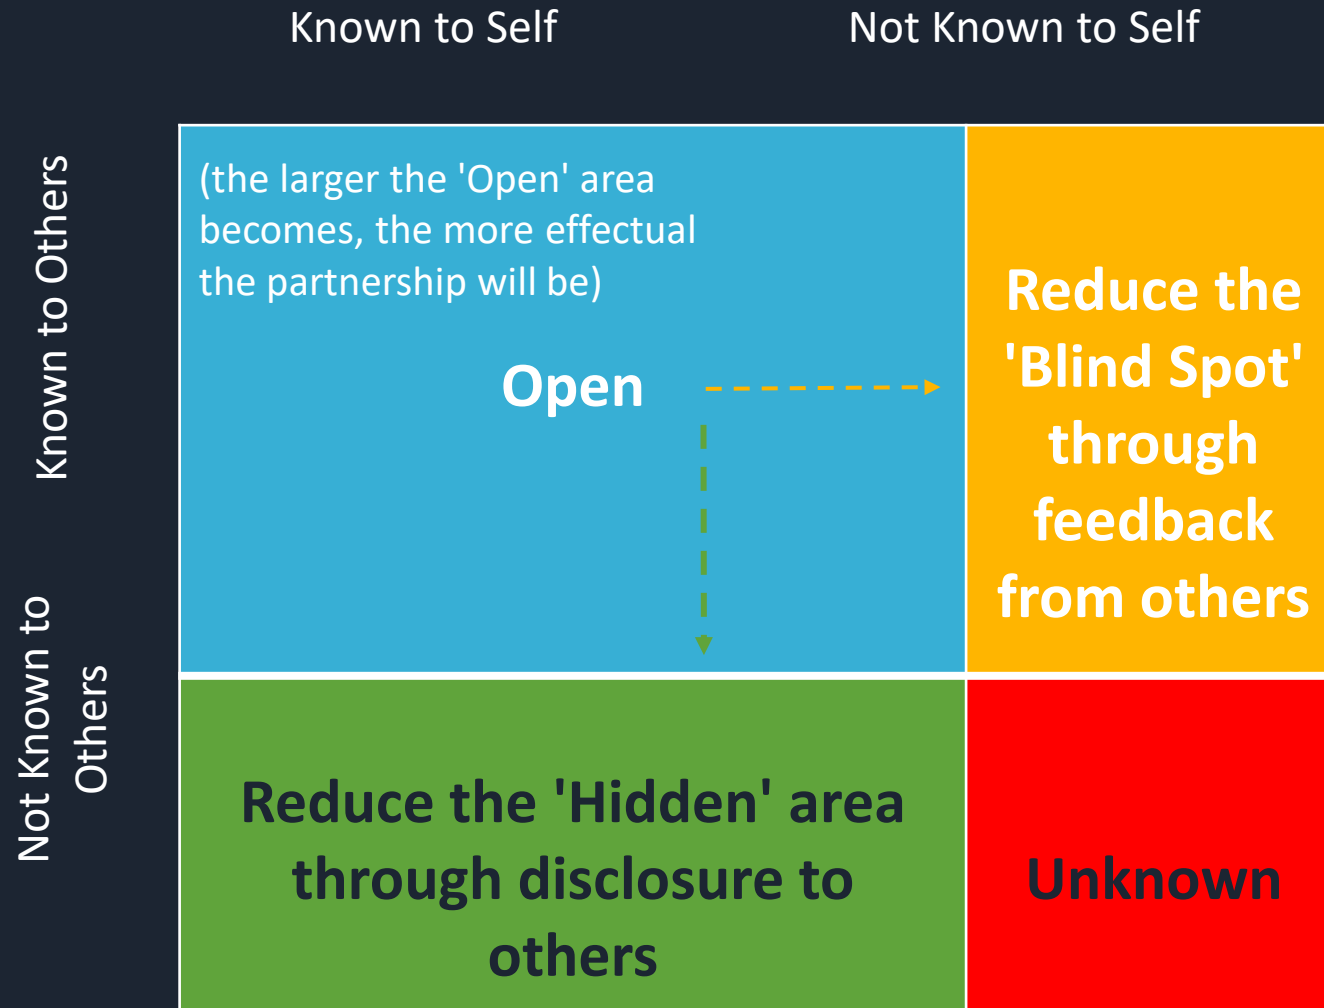 Known to Self
Not Known to Self
Known to Others
(the larger the 'Open' area
becomes, the more effectual
the partnership will be)
Open
Reduce the
'Blind Spot'
through
feedback
from others
Not Known to
Others
Reduce the 'Hidden' area
through disclosure to
others
Unknown